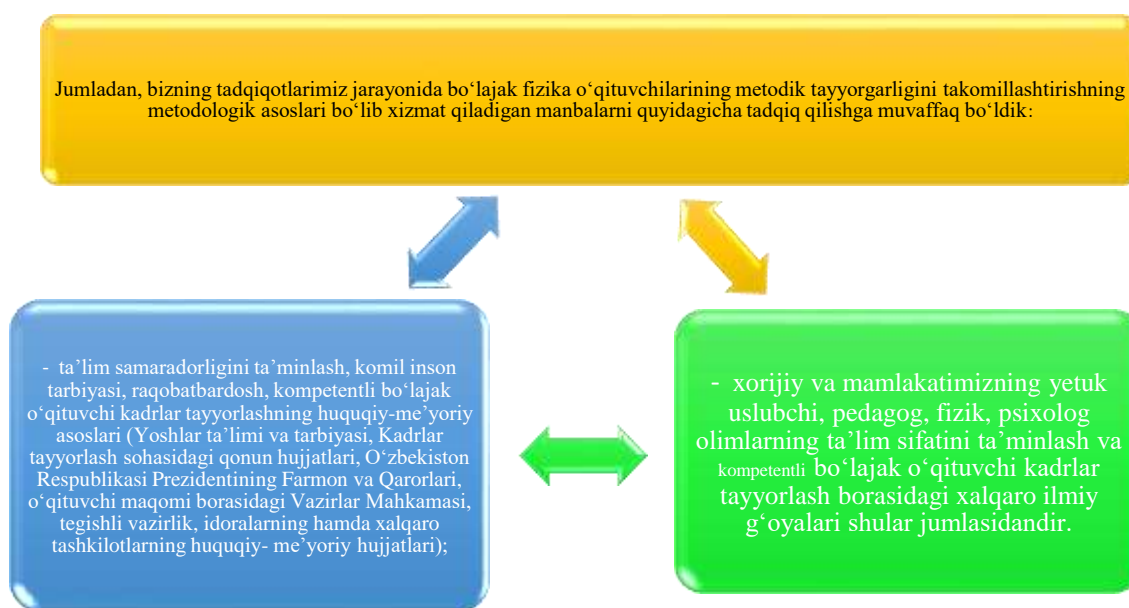 Jumladan, bizning tadqiqotlarimiz jarayonida bo‘lajak fizika o‘qituvchilarining metodik tayyorgarligini takomillashtirishning
metodologik asoslari bo‘lib xizmat qiladigan manbalarni quyidagicha tadqiq qilishga muvaffaq bo‘ldik:
- ta’lim samaradorligini ta’minlash, komil inson
tarbiyasi, raqobatbardosh, kompetentli bo‘lajak
o‘qituvchi kadrlar tayyorlashning huquqiy-me’yoriy
asoslari (Yoshlar ta’limi va tarbiyasi, Kadrlar
tayyorlash sohasidagi qonun hujjatlari, O‘zbekiston
Respublikasi Prezidentining Farmon va Qarorlari,
o‘qituvchi maqomi borasidagi Vazirlar Mahkamasi,
tegishli vazirlik, idoralarning hamda xalqaro
tashkilotlarning huquqiy- me’yoriy hujjatlari);
- xorijiy va mamlakatimizning yetuk
uslubchi, pedagog, fizik, psixolog
olimlarning ta’lim sifatini ta’minlash va
kompetentli bo‘lajak o‘qituvchi kadrlar
tayyorlash borasidagi xalqaro ilmiy
g‘oyalari shular jumlasidandir.